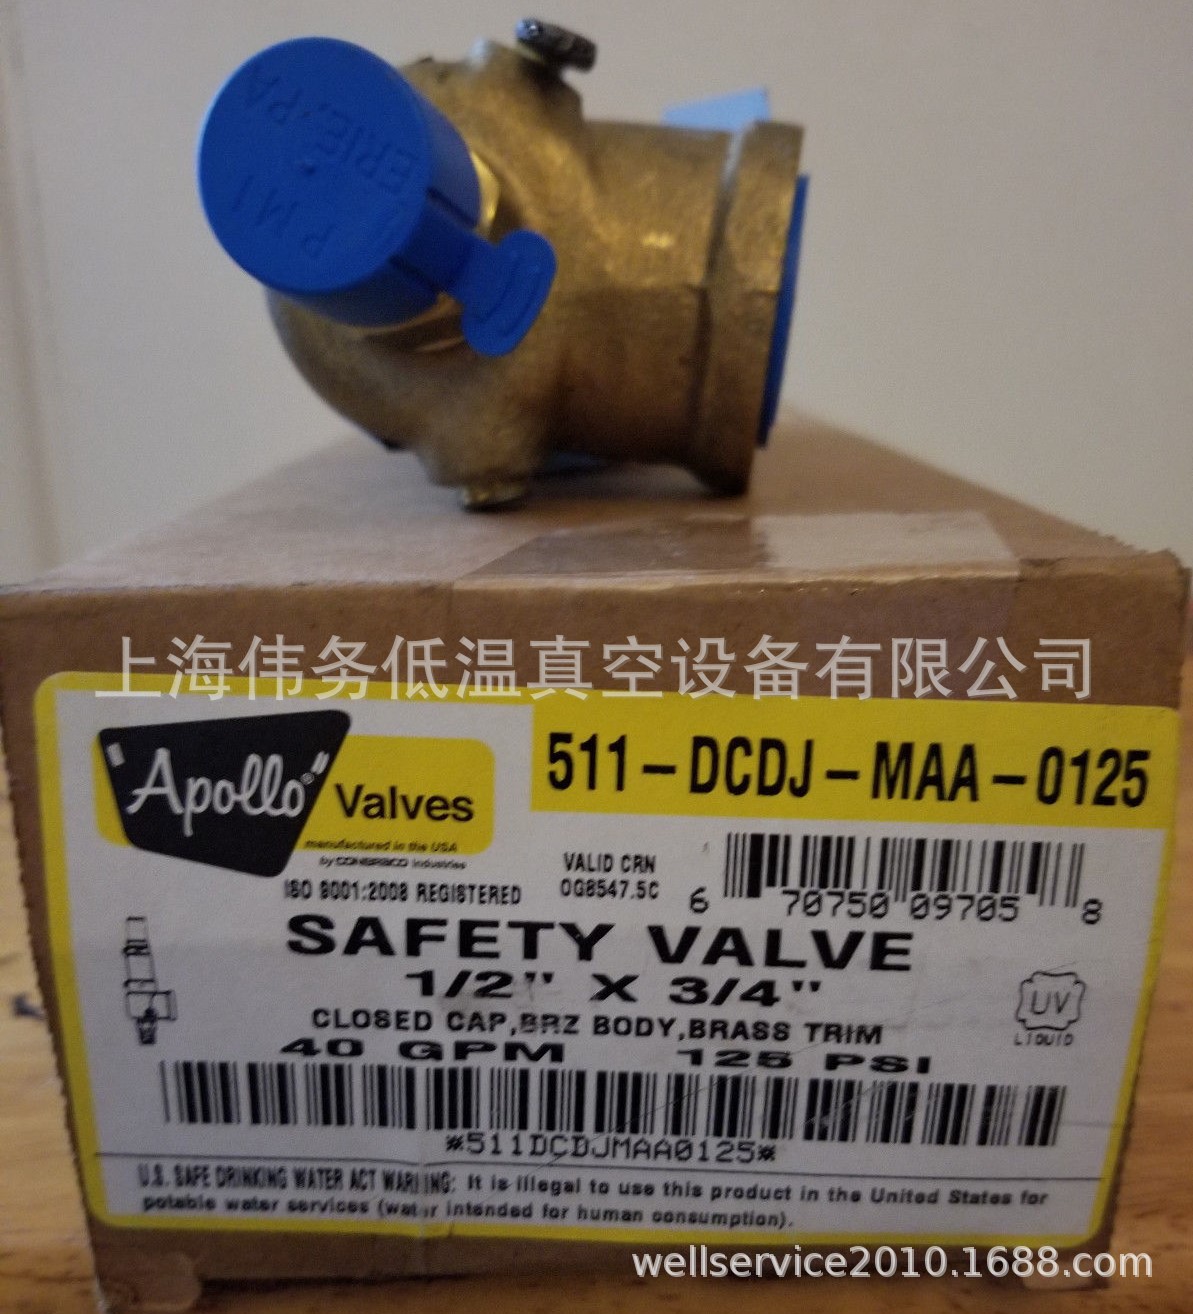 PMI
ERIE, PA
上海伟务低温真空设备有限公司
"Apollo"® Valves
manufactured in the USA
by CONBRACO Industries
ISO 9001:2008 REGISTERED
511-DCDJ-MAA-0125
VALID CRN
OG8547.5C
6 70750 09705 8
SAFETY VALVE
1/2" X 3/4"
CLOSED CAP,BRZ BODY,BRASS TRIM
40 GPM 125 PSI
UV
LIQUID
*511DCDJMAA0125*
U.S. SAFE DRINKING WATER ACT WARNING: It is illegal to use this product in the United States for
potable water services (water intended for human consumption).
wellservice2010.1688.com